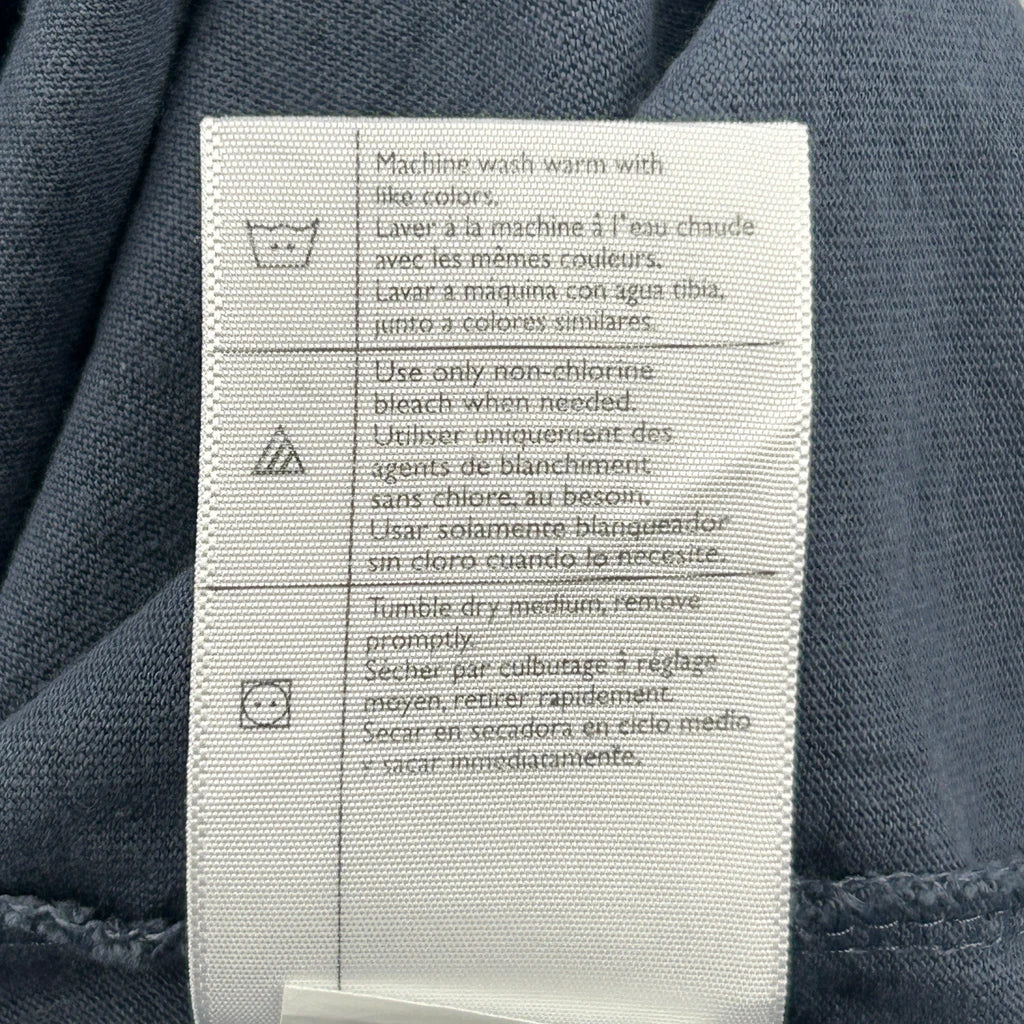 Machine wash warm with
like colors.
Laver à la machine à l'eau chaude
avec les mêmes couleurs.
Lavar a maquina con agua tibia,
junto a colores similares.
Use only non-chlorine
bleach when needed.
Utiliser uniquement des
agents de blanchiment
sans chlore, au besoin.
Usar solamente blanqueador
sin cloro cuando lo necesite.
Tumble dry medium, remove
promptly.
Sécher par culbutage à réglage
moyen, retirer rapidement.
Secar en secadora en ciclo medio
y sacar inmediatamente.